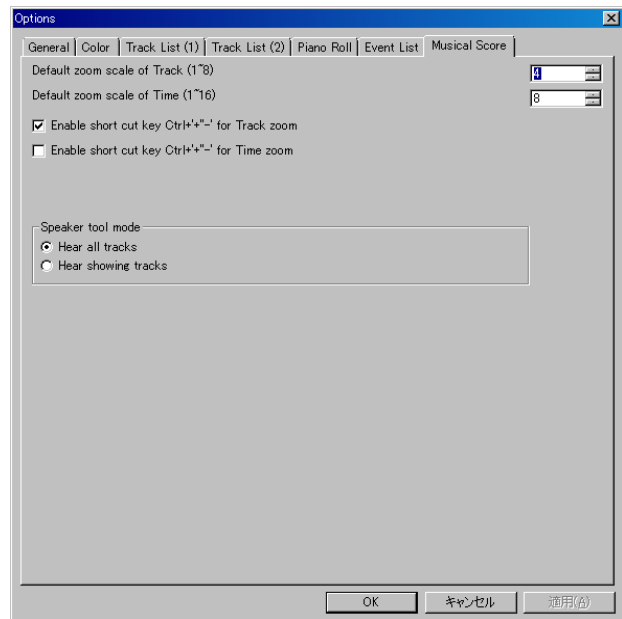 Options
General Color Track List (1) Track List (2) Piano Roll Event List Musical Score
Default zoom scale of Track (1~8) 4
Default zoom scale of Time (1~16) 8
Enable short cut key Ctrl+'+''-' for Track zoom
Enable short cut key Ctrl+'+''-' for Time zoom
Speaker tool mode
Hear all tracks
Hear showing tracks
OK キャンセル 適用(A)